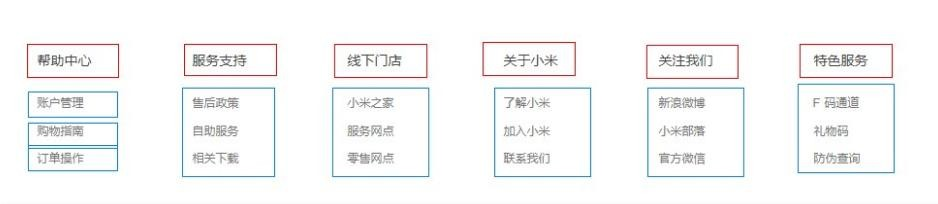 帮助中心 服务支持 线下门店 关于小米 关注我们 特色服务
账户管理 售后政策 小米之家 了解小米 新浪微博 F 码通道
购物指南 自助服务 服务网点 加入小米 小米部落 礼物码
订单操作 相关下载 零售网点 联系我们 官方微信 防伪查询